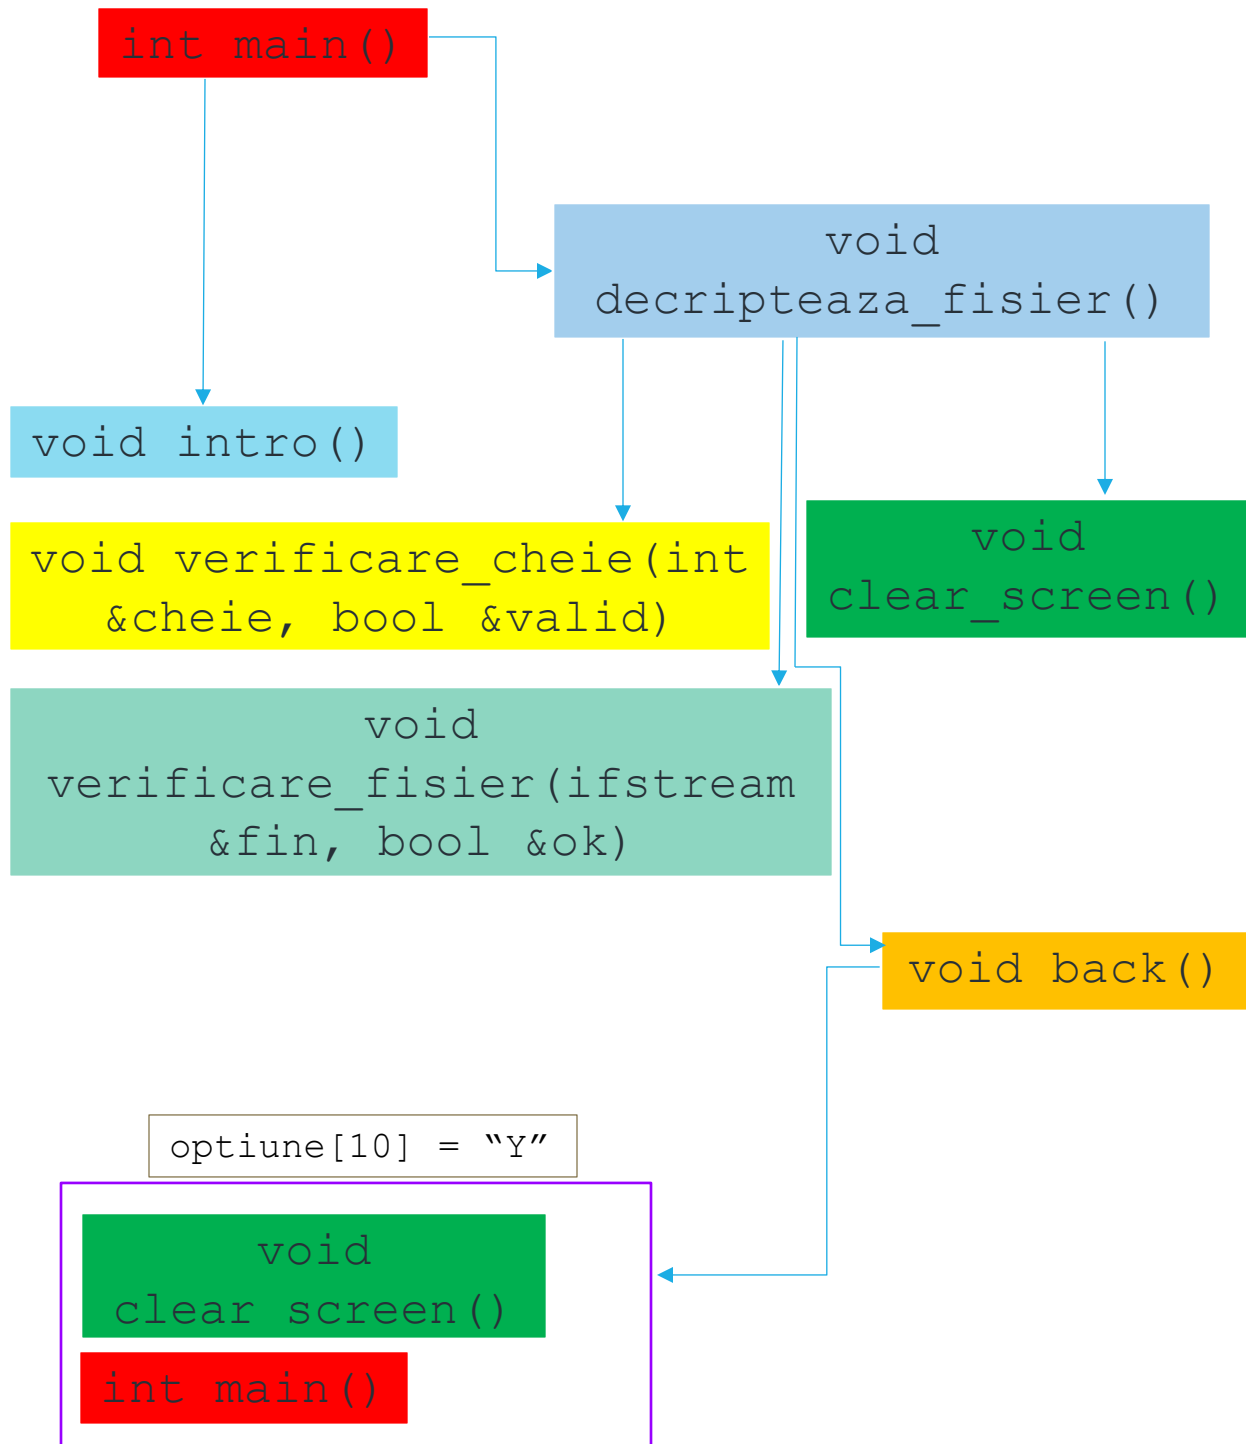 int main()
void
decripteaza_fisier()
void intro()
void verificare_cheie(int
&cheie, bool &valid)
void
clear_screen()
void
verificare_fisier(ifstream
&fin, bool &ok)
void back()
optiune[10] = “Y”
void
clear screen()
int main()